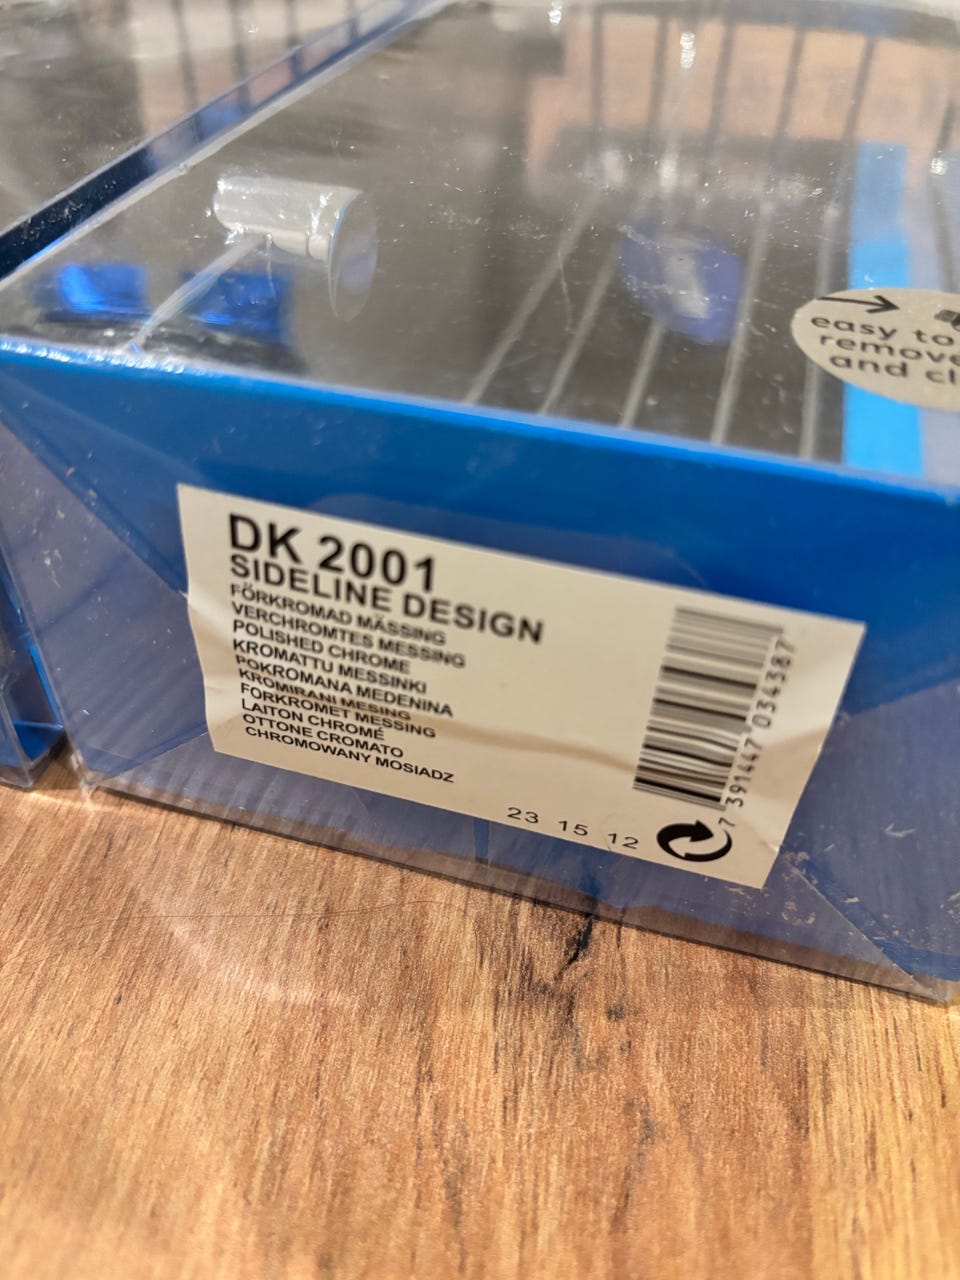 easy to
remove
and cl
DK 2001
SIDELINE DESIGN
FÖRKROMAD MÄSSING
VERCHROMTES MESSING
POLISHED CHROME
KROMATTU MESSINKI
POKROMANA MEDENINA
KROMIRANI MESING
FORKROMET MESSING
LAITON CHROMÉ
OTTONE CROMATO
CHROMOWANY MOSIADZ
23 15 12
7 391447 034387